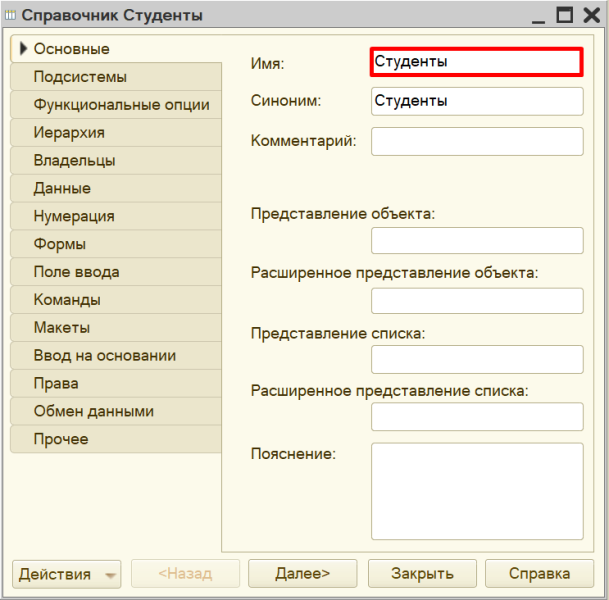 Справочник Студенты
Основные
Подсистемы
Функциональные опции
Иерархия
Владельцы
Данные
Нумерация
Формы
Поле ввода
Команды
Макеты
Ввод на основании
Права
Обмен данными
Прочее
Имя: Студенты
Синоним: Студенты
Комментарий:
Представление объекта:
Расширенное представление объекта:
Представление списка:
Расширенное представление списка:
Пояснение:
Действия <Назад Далее> Закрыть Справка